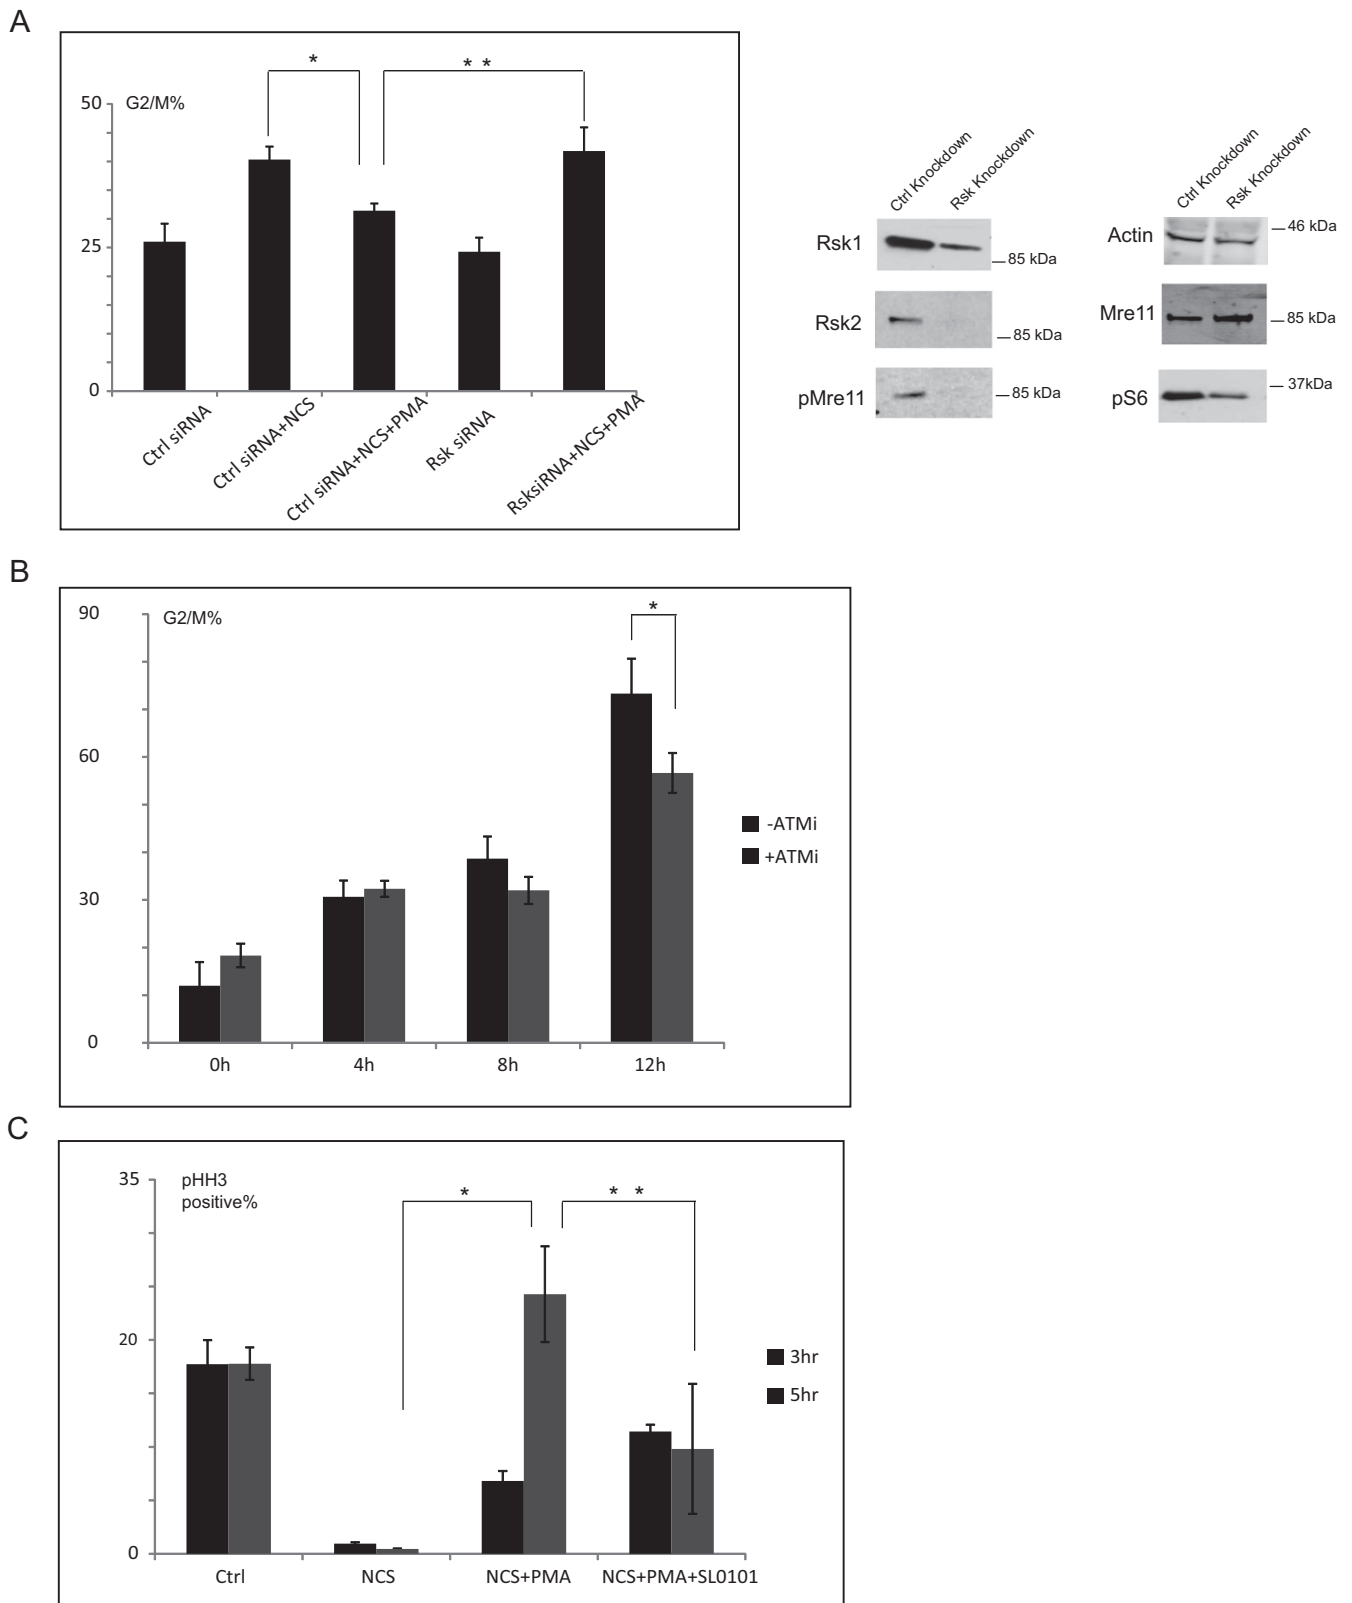 A
* 
* *
50
G2/M%
25
0
Ctrl siRNA
Ctrl siRNA+NCS
Ctrl siRNA+NCS+PMA
Rsk siRNA
RsksiRNA+NCS+PMA
Ctrl Knockdown
Rsk Knockdown
Rsk1
85 kDa
Rsk2
85 kDa
pMre11
85 kDa
Ctrl Knockdown
Rsk Knockdown
Actin
46 kDa
Mre11
85 kDa
pS6
37kDa
B
90
G2/M%
*
60
30
0
-ATMi
+ATMi
0h
4h
8h
12h
C
35
pHH3
positive%
*
* *
20
0
3hr
5hr
Ctrl
NCS
NCS+PMA
NCS+PMA+SL0101